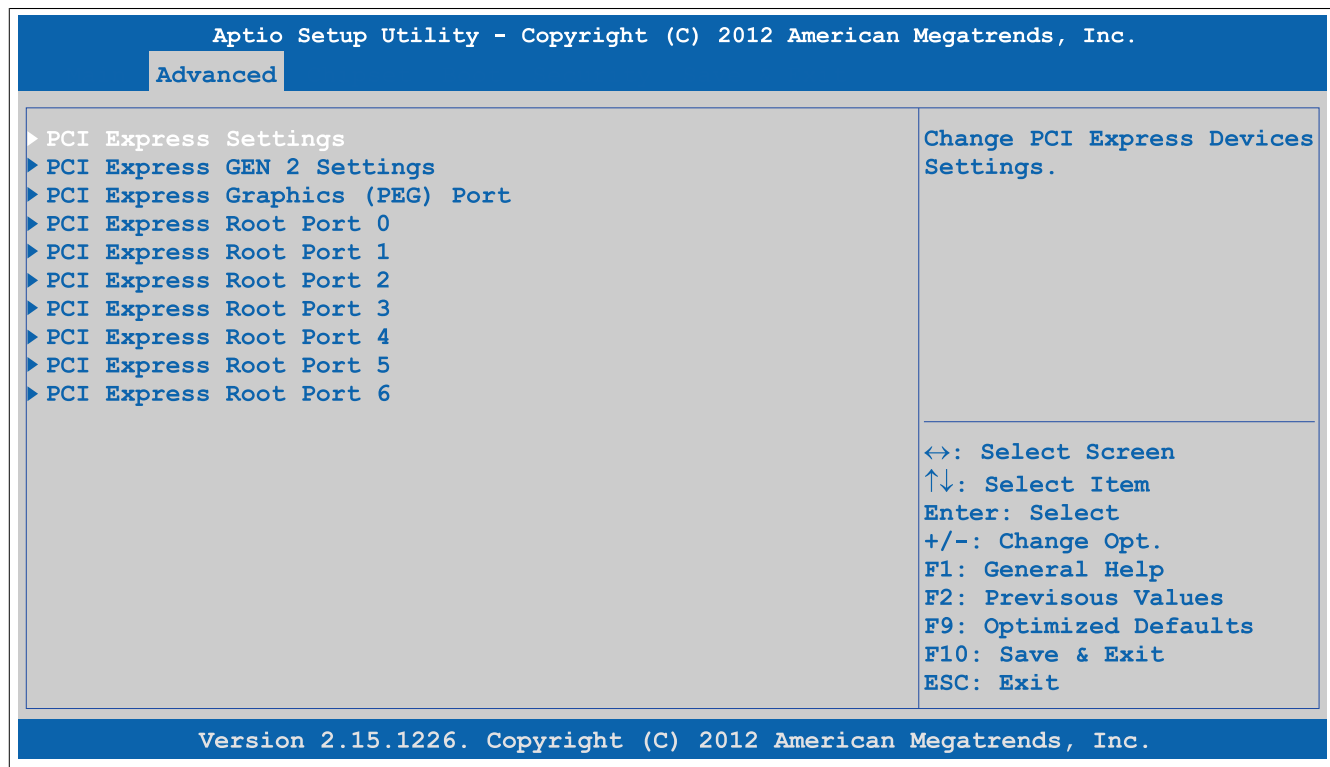 Aptio Setup Utility - Copyright (C) 2012 American Megatrends, Inc.
Advanced
PCI Express Settings
PCI Express GEN 2 Settings
PCI Express Graphics (PEG) Port
PCI Express Root Port 0
PCI Express Root Port 1
PCI Express Root Port 2
PCI Express Root Port 3
PCI Express Root Port 4
PCI Express Root Port 5
PCI Express Root Port 6
Change PCI Express Devices
Settings.
↔: Select Screen
↑↓: Select Item
Enter: Select
+/-: Change Opt.
F1: General Help
F2: Previsous Values
F9: Optimized Defaults
F10: Save & Exit
ESC: Exit
Version 2.15.1226. Copyright (C) 2012 American Megatrends, Inc.